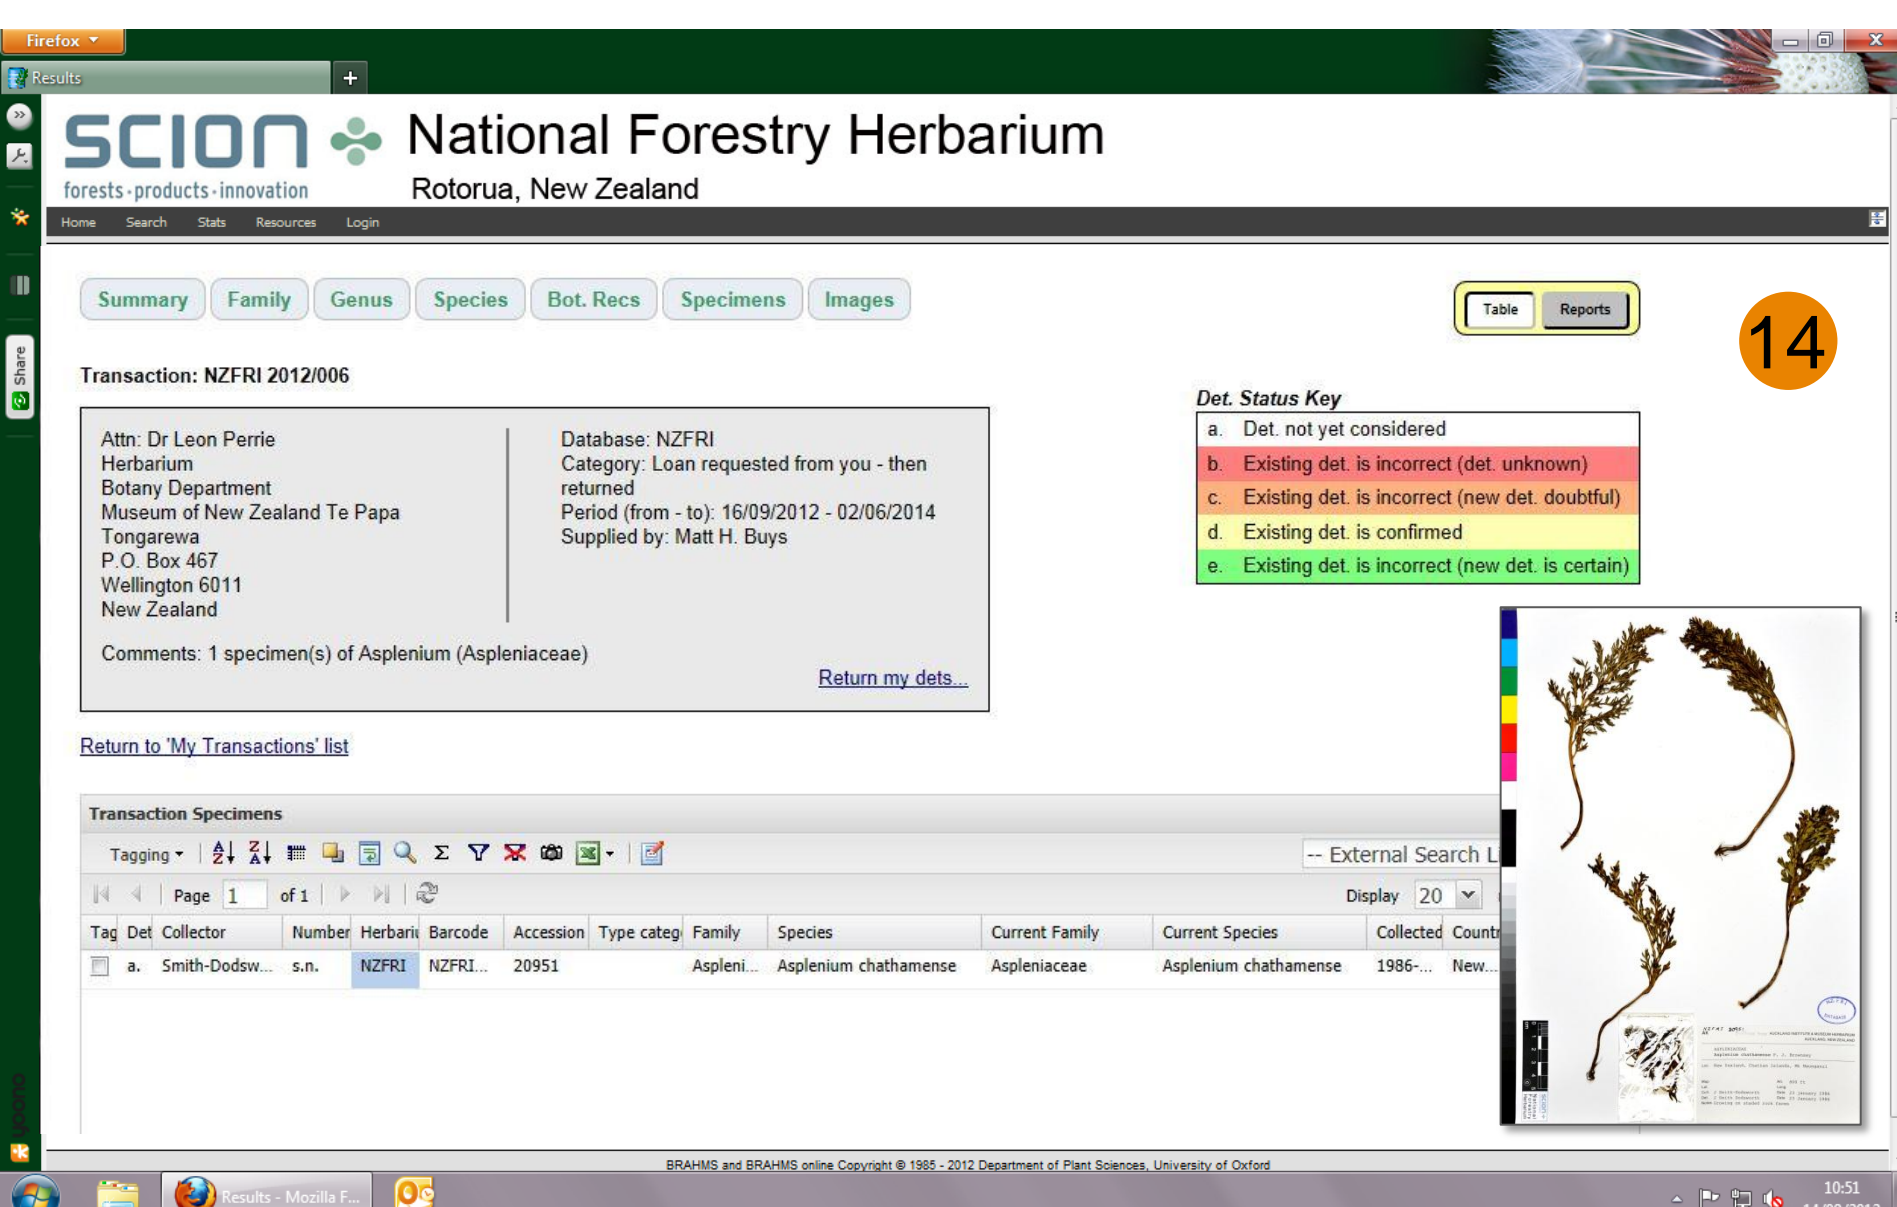 Firefox
Results
+
SCION
National Forestry Herbarium
forests·products·innovation
Rotorua, New Zealand
Home Search Stats Resources Login
Share
Summary Family Genus Species Bot. Recs Specimens Images
Table Reports
14
Transaction: NZFRI 2012/006
Attn: Dr Leon Perrie
Herbarium
Botany Department
Museum of New Zealand Te Papa
Tongarewa
P.O. Box 467
Wellington 6011
New Zealand
Database: NZFRI
Category: Loan requested from you - then
returned
Period (from - to): 16/09/2012 - 02/06/2014
Supplied by: Matt H. Buys
Comments: 1 specimen(s) of Asplenium (Aspleniaceae)
Return my dets...
Det. Status Key
a. Det. not yet considered
b. Existing det. is incorrect (det. unknown)
c. Existing det. is incorrect (new det. doubtful)
d. Existing det. is confirmed
e. Existing det. is incorrect (new det. is certain)
Return to 'My Transactions' list
Transaction Specimens
Tagging
-- External Search L
Page 1 of 1
Display 20
Tag Det Collector Number Herbariu Barcode Accession Type categ Family Species Current Family Current Species Collected Countr
a. Smith-Dodsw... s.n. NZFRI NZFRI... 20951 Aspleni... Asplenium chathamense Aspleniaceae Asplenium chathamense 1986-... New...
yoono
BRAHMS and BRAHMS online Copyright © 1985 - 2012 Department of Plant Sciences, University of Oxford
Results - Mozilla F...
10:51